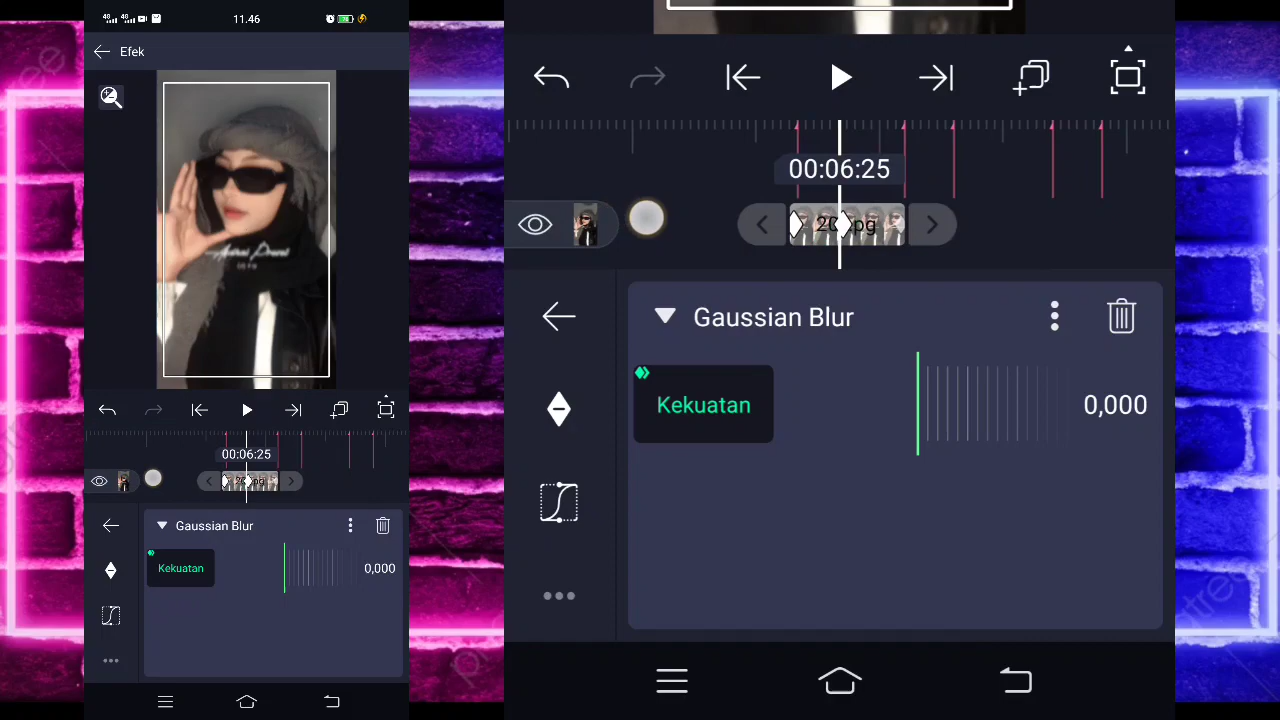 11.46
Efek
00:06:25
Gaussian Blur
Kekuatan
0,000
00:06:25
Gaussian Blur
Kekuatan
0,000